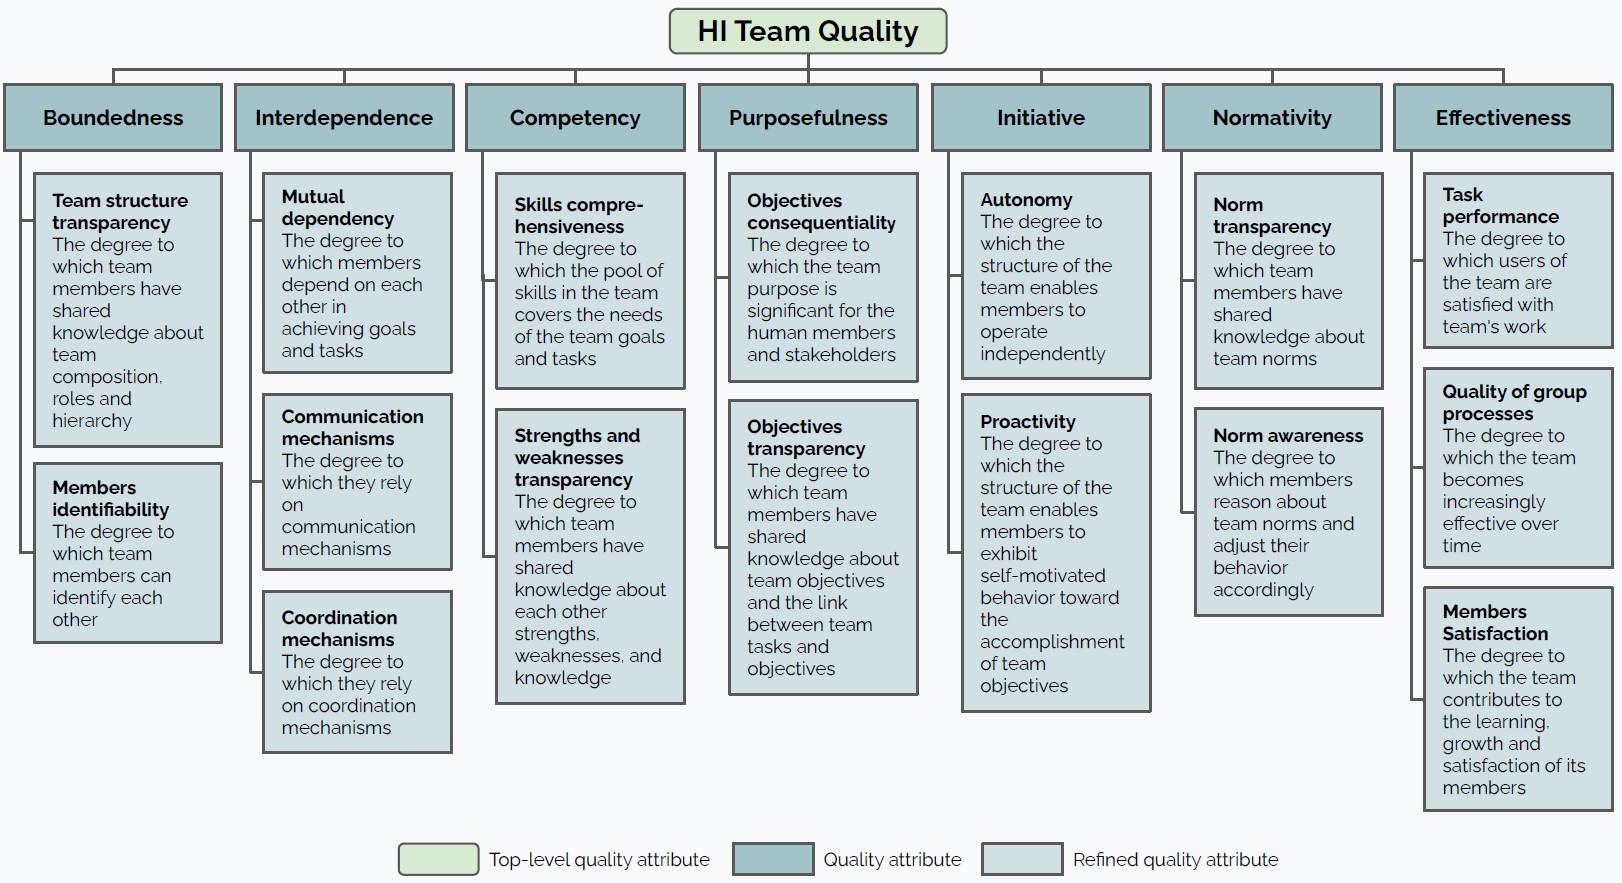 HI Team Quality
Boundedness
Team structure
transparency
The degree to
which team
members have
shared
knowledge about
team
composition,
roles and
hierarchy
Members
identifiability
The degree to
which team
members can
identify each
other
Interdependence
Mutual
dependency
The degree to
which members
depend on each
other in
achieving goals
and tasks
Communication
mechanisms
The degree to
which they rely
on
communication
mechanisms
Coordination
mechanisms
The degree to
which they rely
on coordination
mechanisms
Competency
Skills compre-
hensiveness
The degree to
which the pool of
skills in the team
covers the needs
of the team goals
and tasks
Strengths and
weaknesses
transparency
The degree to
which team
members have
shared
knowledge about
each other
strengths,
weaknesses, and
knowledge
Purposefulness
Objectives
consequentiality
The degree to
which the team
purpose is
significant for the
human members
and stakeholders
Objectives
transparency
The degree to
which team
members have
shared
knowledge about
team objectives
and the link
between team
tasks and
objectives
Initiative
Autonomy
The degree to
which the
structure of the
team enables
members to
operate
independently
Proactivity
The degree to
which the
structure of the
team enables
members to
exhibit
self-motivated
behavior toward
the
accomplishment
of team
objectives
Normativity
Norm
transparency
The degree to
which team
members have
shared
knowledge about
team norms
Norm awareness
The degree to
which members
reason about
team norms and
adjust their
behavior
accordingly
Effectiveness
Task
performance
The degree to
which users of
the team are
satisfied with
team's work
Quality of group
processes
The degree to
which the team
becomes
increasingly
effective over
time
Members
Satisfaction
The degree to
which the team
contributes to
the learning,
growth and
satisfaction of its
members
Top-level quality attribute
Quality attribute
Refined quality attribute